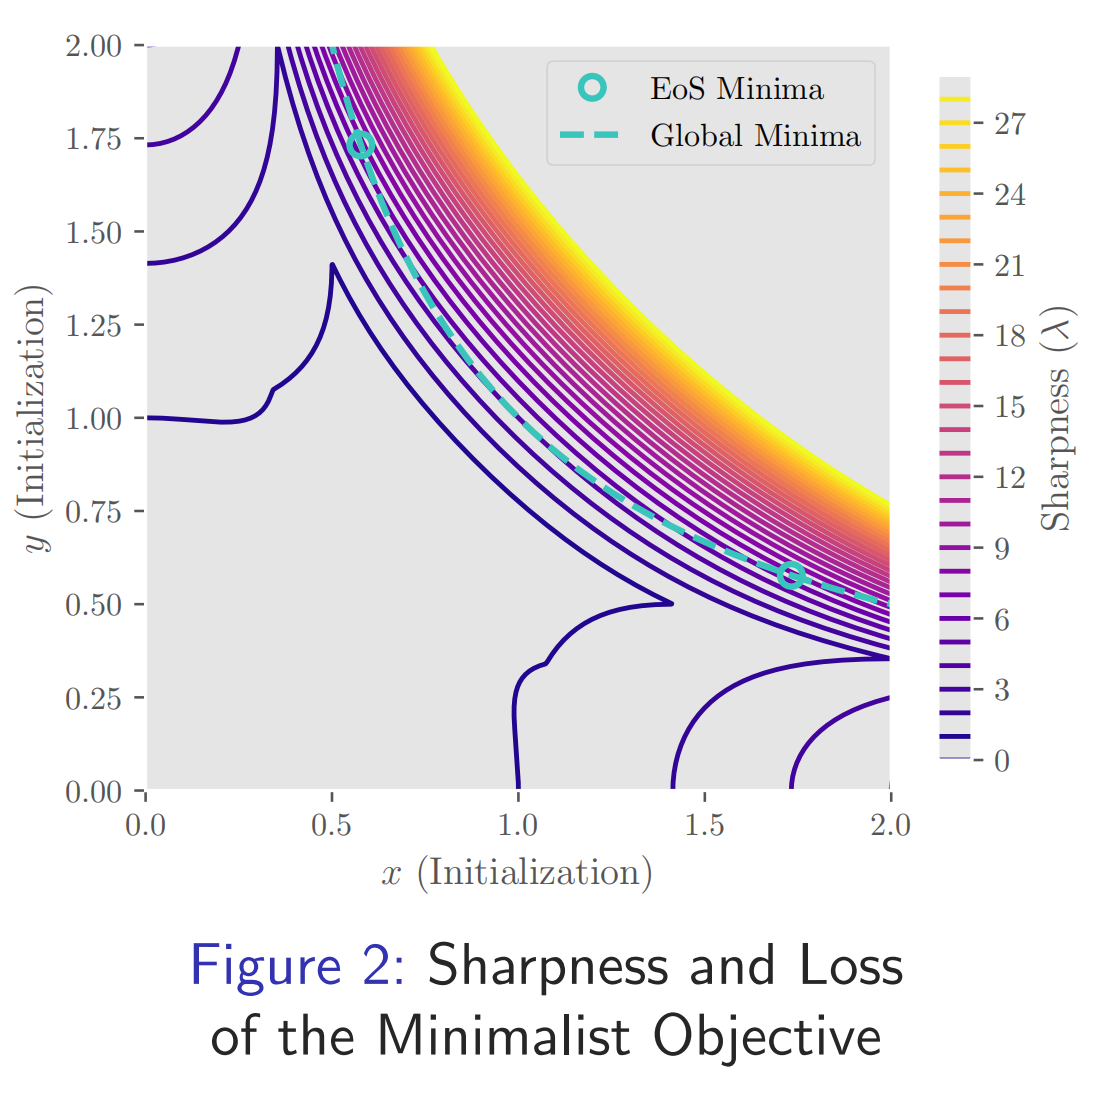 2.00
1.75
1.50
1.25
1.00
0.75
0.50
0.25
0.00
y (Initialization)
0.0 0.5 1.0 1.5 2.0
x (Initialization)
EoS Minima
Global Minima
27
24
21
18
15
12
9
6
3
0
Sharpness (λ)
Figure 2: Sharpness and Loss
of the Minimalist Objective